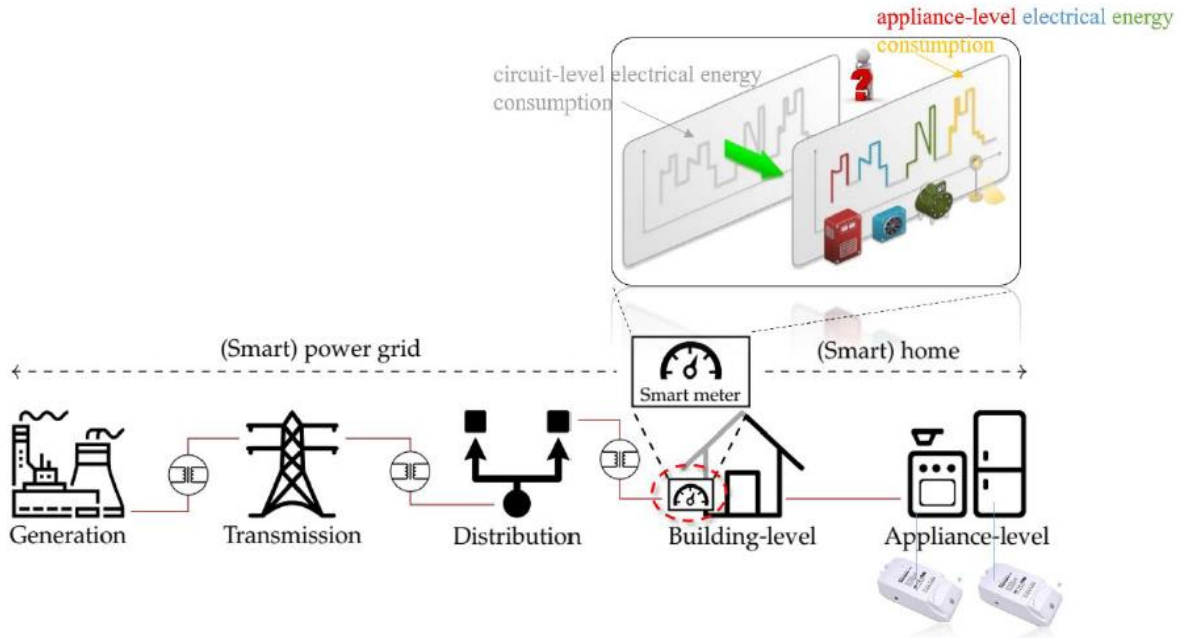 appliance-level electrical energy
consumption
circuit-level electrical energy
consumption
?
(Smart) power grid
(Smart) home
Smart meter
Generation
Transmission
Distribution
Building-level
Appliance-level